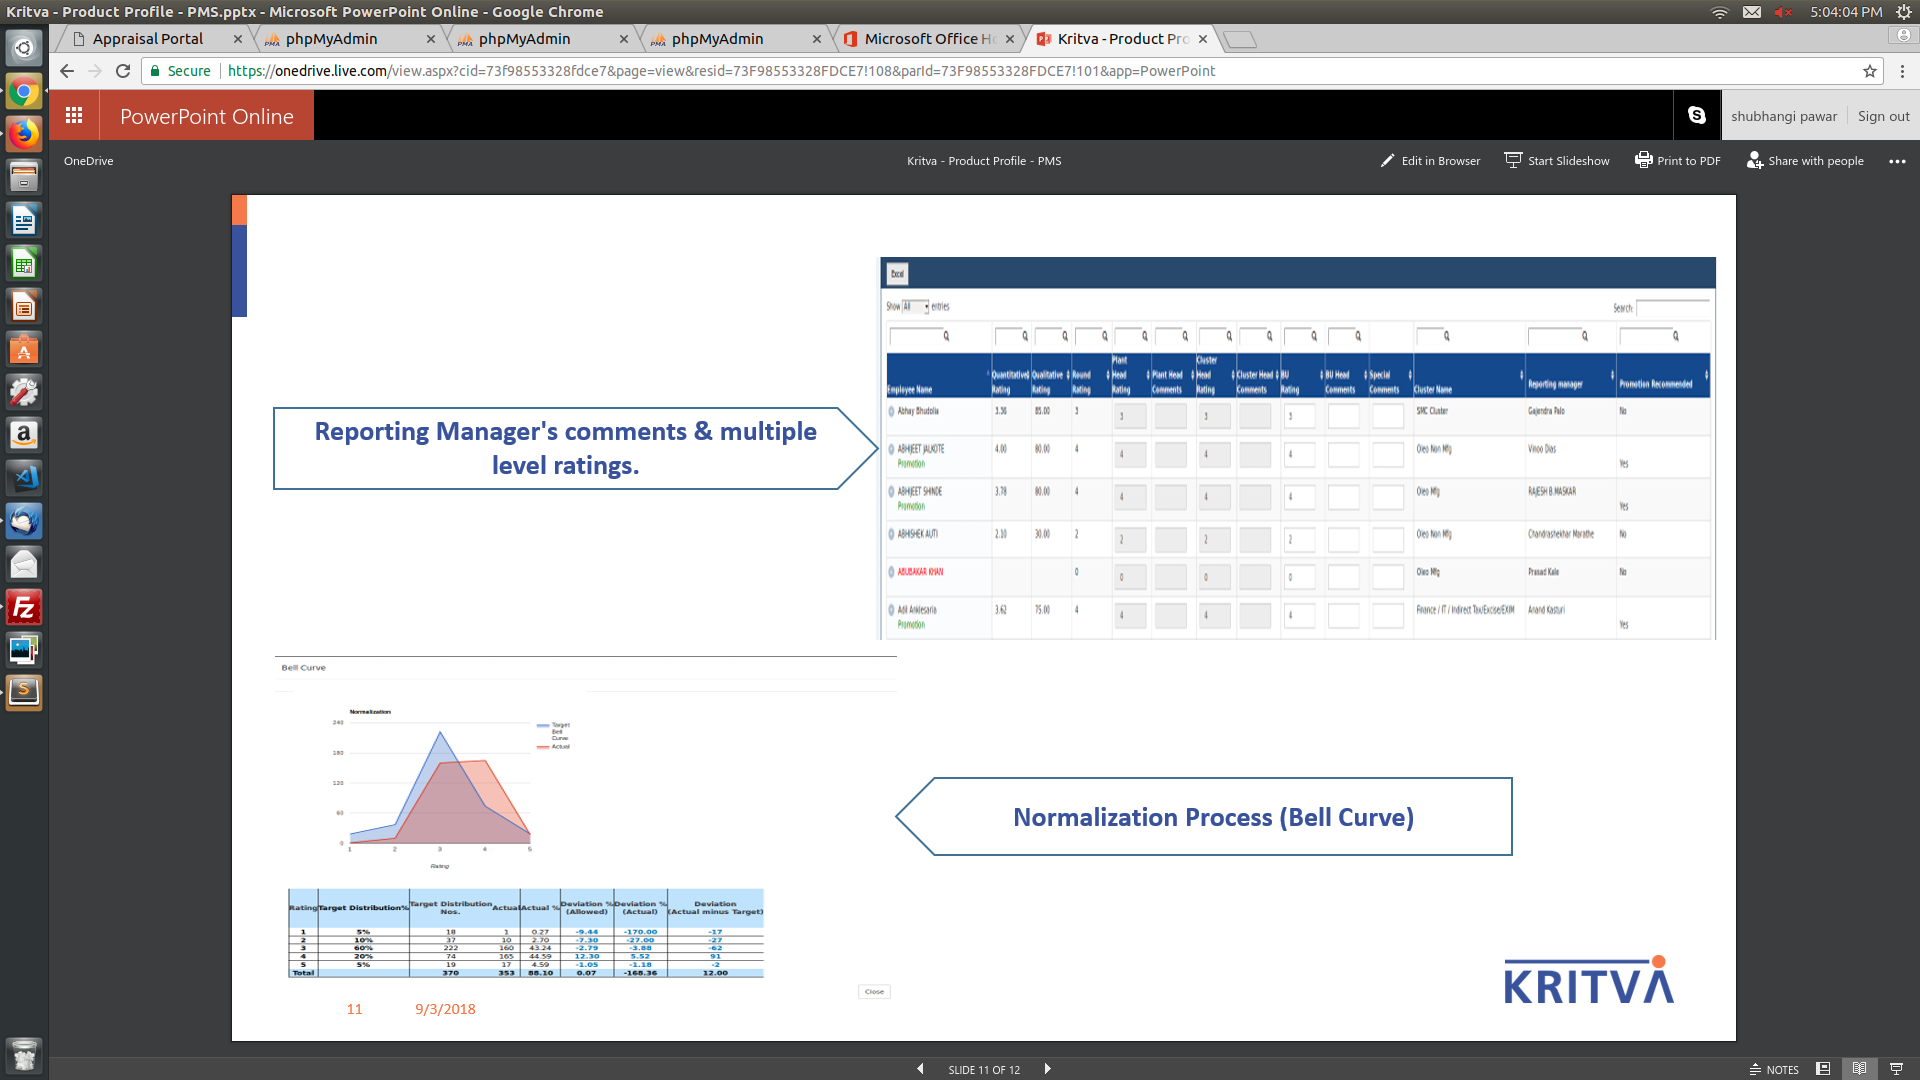 Kritva - Product Profile - PMS.pptx - Microsoft PowerPoint Online - Google Chrome
5:04:04 PM
Appraisal Portal
phpMyAdmin
phpMyAdmin
phpMyAdmin
Microsoft Office H
Kritva - Product Pro
Secure
https://onedrive.live.com/view.aspx?cid=73f98553328fdce7&page=view&resid=73F98553328FDCE7!108&parId=73F98553328FDCE7!101&app=PowerPoint
PowerPoint Online
shubhangi pawar
Sign out
OneDrive
Kritva - Product Profile - PMS
Edit in Browser
Start Slideshow
Print to PDF
Share with people
Excel
Show All entries
Search:
Employee Name
Quantitative Rating
Qualitative Rating
Round Rating
Plant Head Rating
Plant Head Comments
Cluster Head Rating
Cluster Head Comments
BU Rating
BU Head Comments
Special Comments
Cluster Name
Reporting manager
Promotion Recommended
Abhay Bhudolia 3.36 85.00 3 3 3 3 SMC Cluster Gajendra Palo No
ABHIJEET JALKOTE 4.00 80.00 4 4 4 4 Oleo Non Mfg Vinoo Dias
Promotion Yes
ABHIJEET SHINDE 3.78 80.00 4 4 4 4 Oleo Mfg RAJESH B.MASKAR
Promotion Yes
ABHISHEK AUTI 2.10 30.00 2 2 2 2 Oleo Non Mfg Chandrashekhar Marathe No
ABUBAKAR KHAN 0 0 0 0 Oleo Mfg Prasad Kale No
Adil Anklesaria 3.62 75.00 4 4 4 4 Finance / IT / Indirect Tax/Excise/EXIM Anand Kasturi
Promotion Yes
Reporting Manager's comments & multiple
level ratings.
Bell Curve
Normalization
240
180
120
60
0
1 2 3 4 5
Rating
Target
Bell
Curve
Actual
Normalization Process (Bell Curve)
Rating
Target Distribution%
Target Distribution Nos.
Actual
Actual %
Deviation % (Allowed)
Deviation % (Actual)
Deviation (Actual minus Target)
1 5% 18 1 0.27 -9.44 -170.00 -17
2 10% 37 10 2.70 -7.30 -27.00 -27
3 60% 222 160 43.24 -2.79 -3.88 -62
4 20% 74 165 44.59 12.30 5.52 91
5 5% 19 17 4.59 -1.05 -1.18 -2
Total 370 353 88.10 0.07 -168.36 12.00
Close
KRITVA
11
9/3/2018
SLIDE 11 OF 12
NOTES